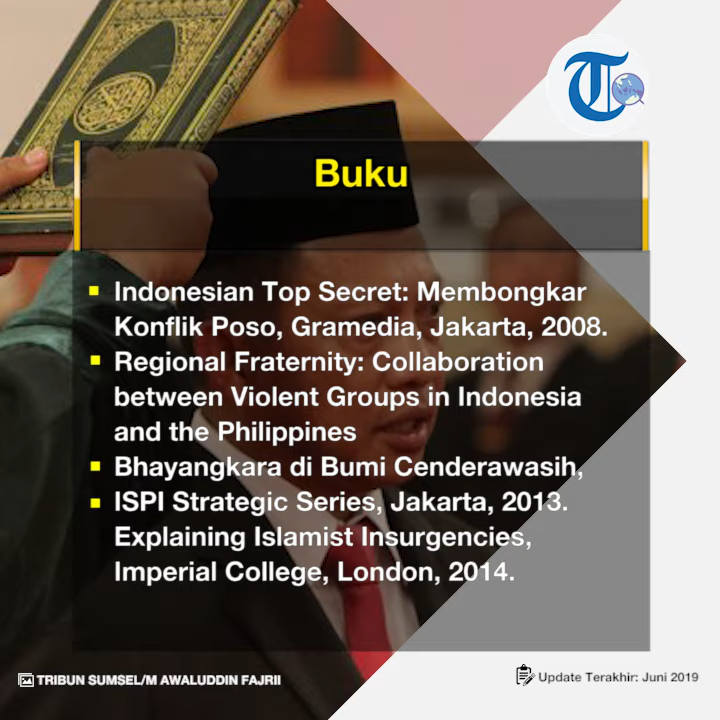 T
Buku
Indonesian Top Secret: Membongkar
Konflik Poso, Gramedia, Jakarta, 2008.
Regional Fraternity: Collaboration
between Violent Groups in Indonesia
and the Philippines
Bhayangkara di Bumi Cenderawasih,
ISPI Strategic Series, Jakarta, 2013.
Explaining Islamist Insurgencies,
Imperial College, London, 2014.
TRIBUN SUMSEL/M AWALUDDIN FAJRII
Update Terakhir: Juni 2019